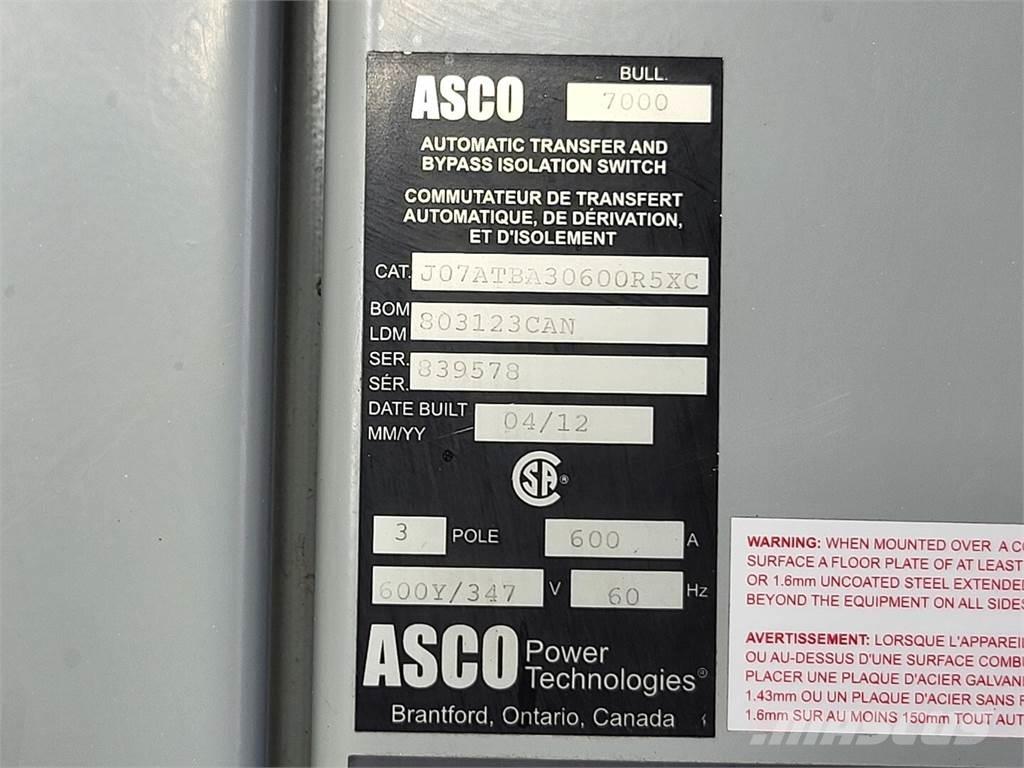 ASCO
BULL.
7000
AUTOMATIC TRANSFER AND
BYPASS ISOLATION SWITCH
COMMUTATEUR DE TRANSFERT
AUTOMATIQUE, DE DÉRIVATION,
ET D'ISOLEMENT
CAT. J07ATBA30600R5XC
BOM
LDM
803123CAN
SER.
SÉR.
839578
DATE BUILT
MM/YY
04/12
CSA®
3 POLE 600 A
600Y/347 V 60 Hz
ASCO Power
Technologies®
Brantford, Ontario, Canada
WARNING: WHEN MOUNTED OVER A
SURFACE A FLOOR PLATE OF AT LEAST
OR 1.6mm UNCOATED STEEL
BEYOND THE EQUIPMENT ON ALL SIDES
AVERTISSEMENT: LORSQUE
OU AU-DESSUS D'UNE SURFACE
PLACER UNE PLAQUE D'ACIER
1.43mm OU UN PLAQUE D'ACIER SANS
1.6mm SUR AU MOINS 150mm TOUT
MASCUS